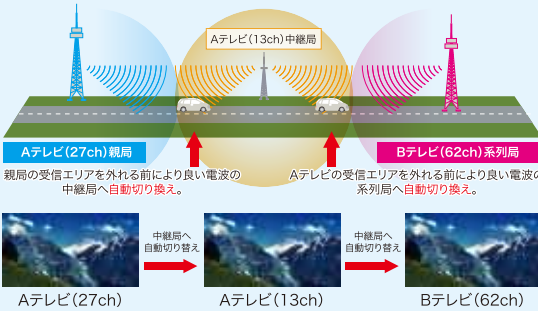 Aテレビ(13ch)中継局
Aテレビ(27ch)親局
Bテレビ(62ch)系列局
親局の受信エリアを外れる前により良い電波の
中継局へ自動切り換え。
Aテレビの受信エリアを外れる前により良い電波の
系列局へ自動切り換え。
中継局へ
自動切り替え
中継局へ
自動切り替え
Aテレビ(27ch)
Aテレビ(13ch)
Bテレビ(62ch)